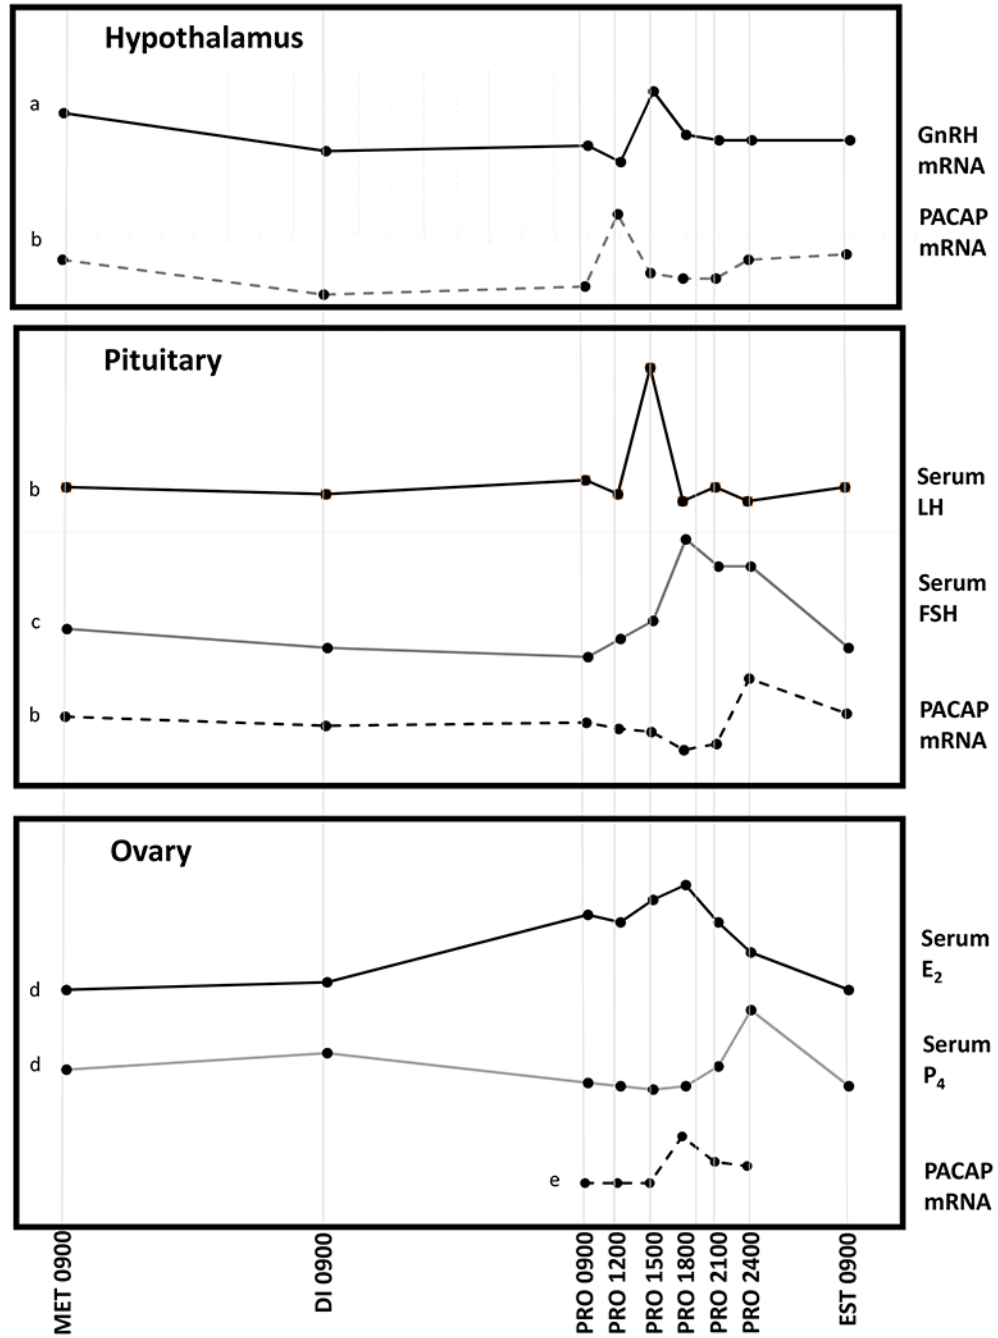 Hypothalamus
a
GnRH
mRNA
b
PACAP
mRNA
Pituitary
b
Serum
LH
c
Serum
FSH
b
PACAP
mRNA
Ovary
d
Serum
E₂
d
Serum
P₄
e
PACAP
mRNA
MET 0900
DI 0900
PRO 0900
PRO 1200
PRO 1500
PRO 1800
PRO 2100
PRO 2400
EST 0900